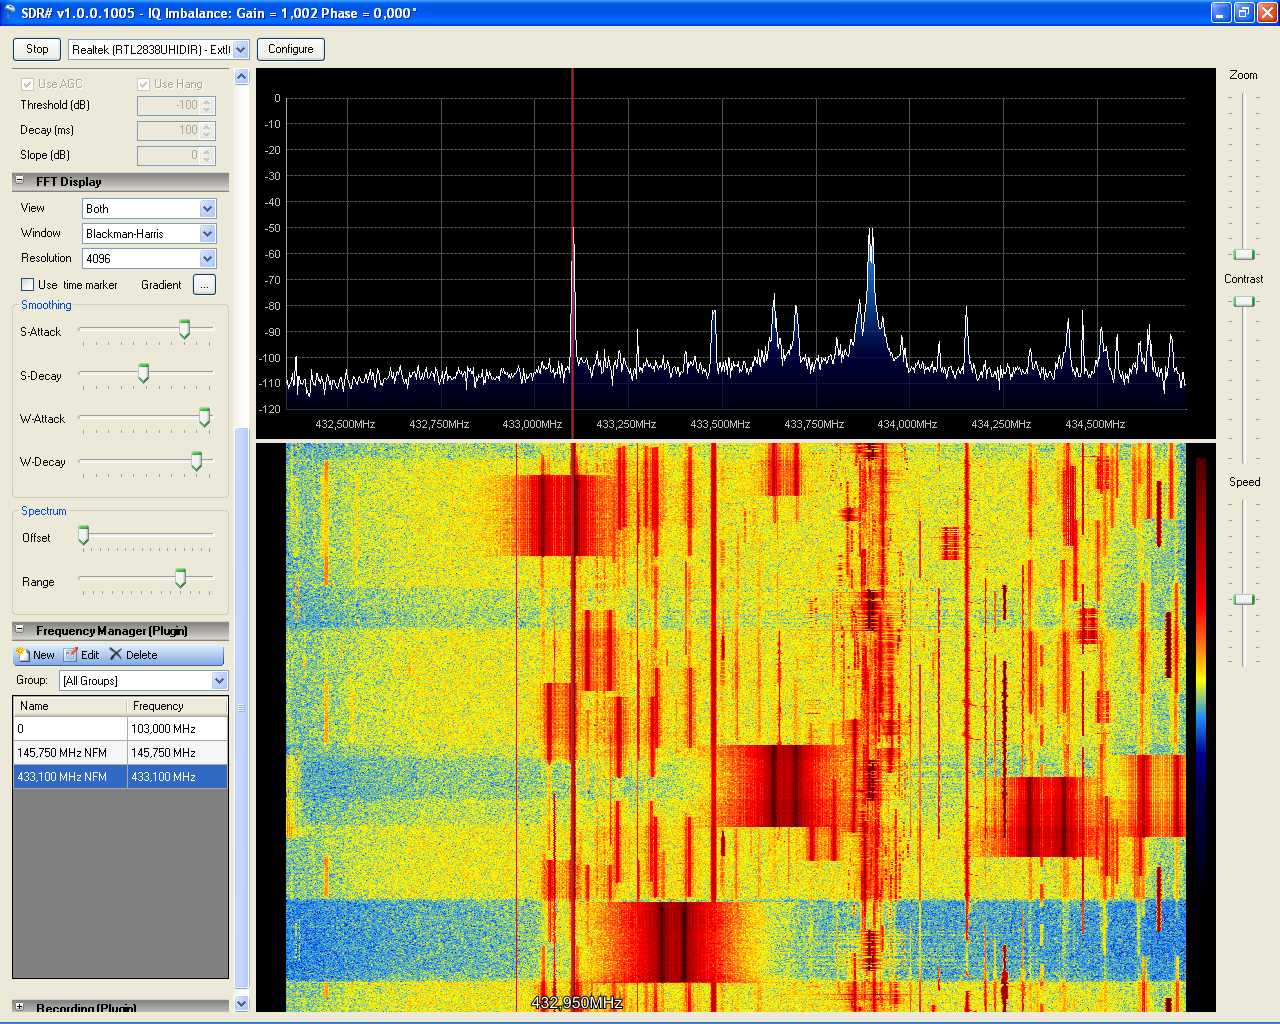 SDR# v1.0.0.1005 - IQ Imbalance: Gain = 1,002 Phase = 0,000°
Stop
Realtek (RTL2838UHIDIR) - ExtI
Configure
Use AGC
Use Hang
Threshold (dB)
-100
Decay (ms)
100
Slope (dB)
0
FFT Display
View
Both
Window
Blackman-Harris
Resolution
4096
Use time marker
Gradient
...
Smoothing
S-Attack
S-Decay
W-Attack
W-Decay
Spectrum
Offset
Range
Frequency Manager (Plugin)
New
Edit
Delete
Group:
[All Groups]
Name
Frequency
0
103,000 MHz
145,750 MHz NFM
145,750 MHz
433,100 MHz NFM
433,100 MHz
Recording (Plugin)
0
-10
-20
-30
-40
-50
-60
-70
-80
-90
-100
-110
-120
432,500MHz
432,750MHz
433,000MHz
433,250MHz
433,500MHz
433,750MHz
434,000MHz
434,250MHz
434,500MHz
432,950MHz
Zoom
Contrast
Speed